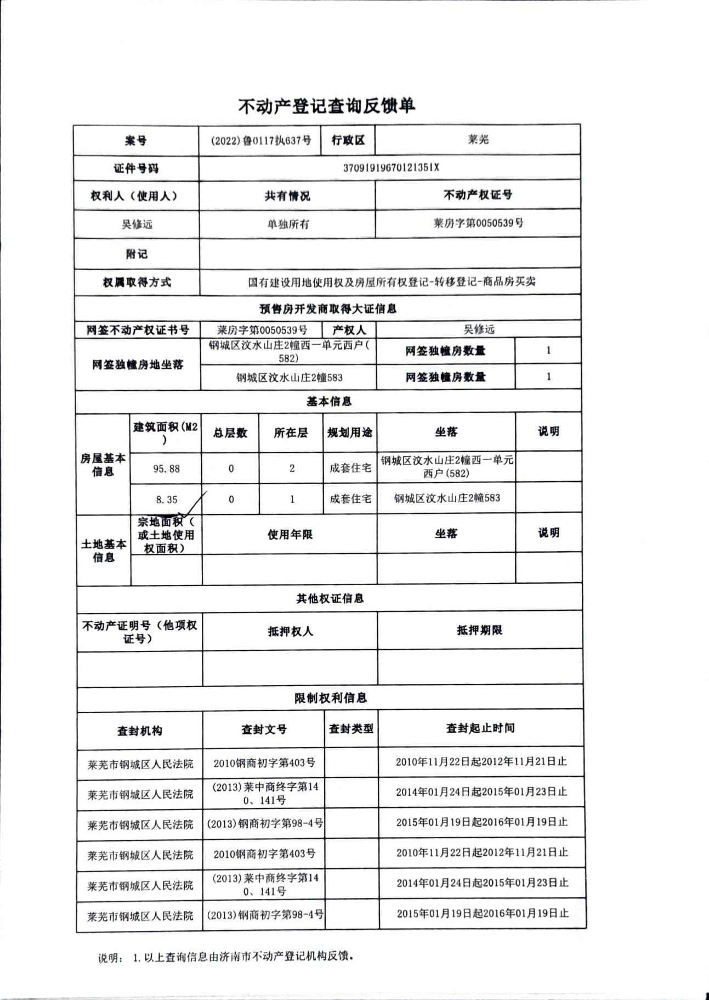 不动产登记查询反馈单
案号 (2022)鲁0117执637号 行政区 莱芜
证件号码 37091919670121351X
权利人（使用人） 共有情况 不动产权证号
吴修远 单独所有 莱房字第0050539号
附记
权属取得方式 国有建设用地使用权及房屋所有权登记-转移登记-商品房买卖
预售房开发商取得大证信息
网签不动产权证书号 莱房字第0050539号 产权人 吴修远
网签独幢房地坐落
钢城区汶水山庄2幢西一单元西户(
582)
网签独幢房数量 1
钢城区汶水山庄2幢583 网签独幢房数量 1
基本信息
房屋基本
信息
建筑面积(M2
)
总层数 所在层 规划用途 坐落 说明
95.88 0 2 成套住宅
钢城区汶水山庄2幢西一单元
西户(582)
8.35 0 1 成套住宅 钢城区汶水山庄2幢583
土地基本
信息
宗地面积（
或土地使用
权面积）
使用年限 坐落 说明
其他权证信息
不动产证明号（他项权
证号）
抵押权人 抵押期限
限制权利信息
查封机构 查封文号 查封类型 查封起止时间
莱芜市钢城区人民法院 2010钢商初字第403号 2010年11月22日起2012年11月21日止
莱芜市钢城区人民法院
(2013)莱中商终字第14
0、141号
2014年01月24日起2015年01月23日止
莱芜市钢城区人民法院 (2013)钢商初字第98-4号 2015年01月19日起2016年01月19日止
莱芜市钢城区人民法院 2010钢商初字第403号 2010年11月22日起2012年11月21日止
莱芜市钢城区人民法院
(2013)莱中商终字第14
0、141号
2014年01月24日起2015年01月23日止
莱芜市钢城区人民法院 (2013)钢商初字第98-4号 2015年01月19日起2016年01月19日止
说明： 1.以上查询信息由济南市不动产登记机构反馈。